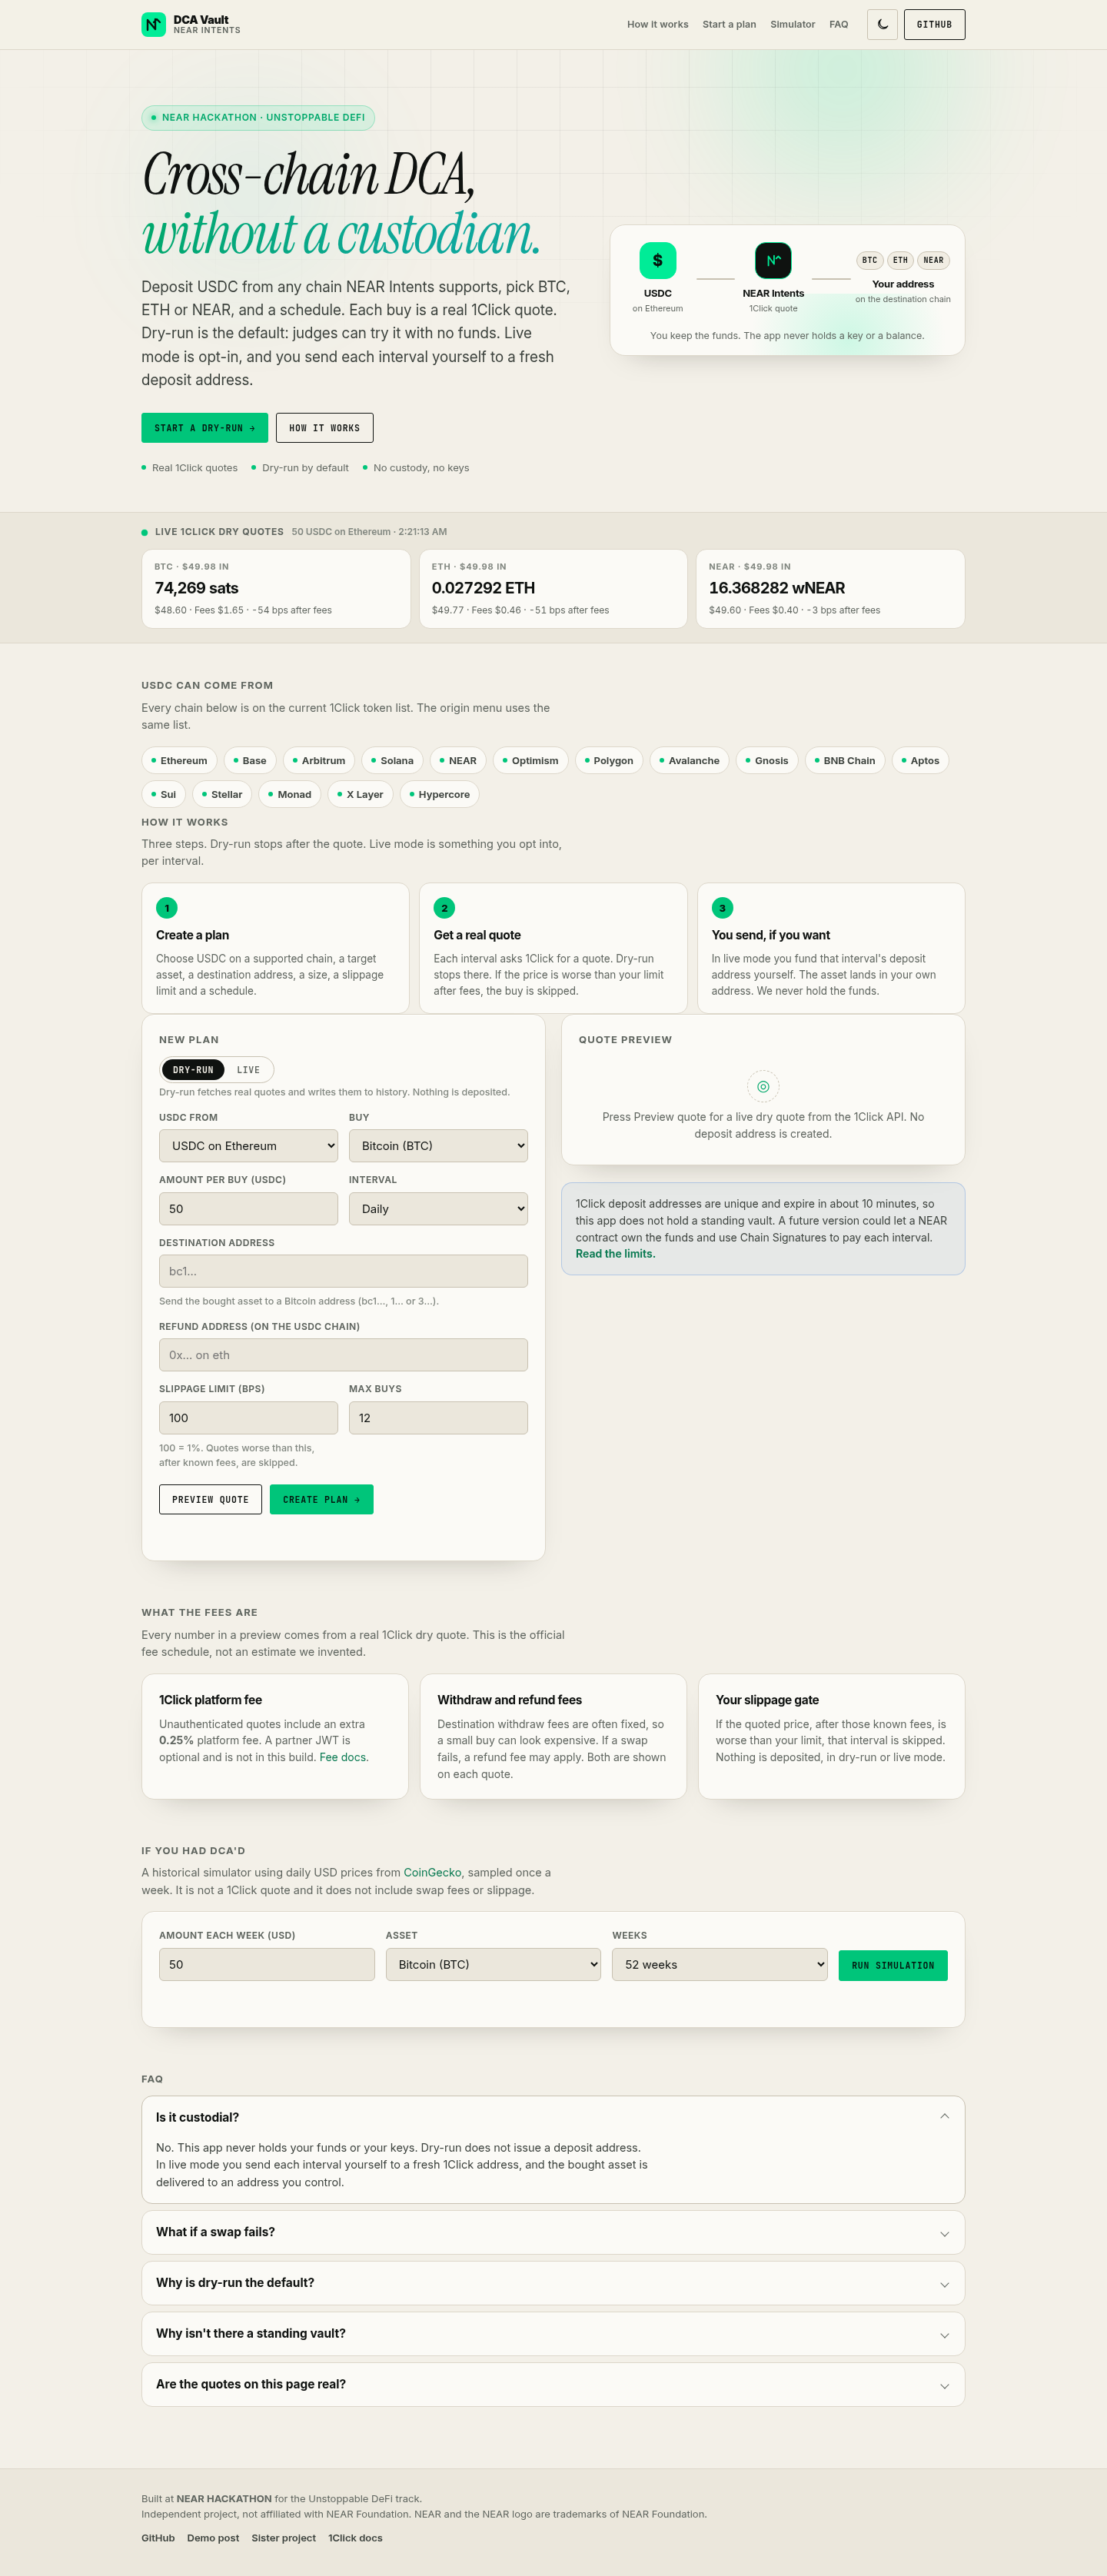 DCA Vault
NEAR INTENTS
How it works
Start a plan
Simulator
FAQ
GITHUB
NEAR HACKATHON · UNSTOPPABLE DEFI
Cross-chain DCA,
without a custodian.
Deposit USDC from any chain NEAR Intents supports, pick BTC,
ETH or NEAR, and a schedule. Each buy is a real 1Click quote.
Dry-run is the default: judges can try it with no funds. Live
mode is opt-in, and you send each interval yourself to a fresh
deposit address.
START A DRY-RUN →
HOW IT WORKS
Real 1Click quotes
Dry-run by default
No custody, no keys
$
USDC
on Ethereum
NEAR Intents
1Click quote
BTC
ETH
NEAR
Your address
on the destination chain
You keep the funds. The app never holds a key or a balance.
LIVE 1CLICK DRY QUOTES 50 USDC on Ethereum · 2:21:13 AM
BTC · $49.98 IN
74,269 sats
$48.60 · Fees $1.65 · -54 bps after fees
ETH · $49.98 IN
0.027292 ETH
$49.77 · Fees $0.46 · -51 bps after fees
NEAR · $49.98 IN
16.368282 wNEAR
$49.60 · Fees $0.40 · -3 bps after fees
USDC CAN COME FROM
Every chain below is on the current 1Click token list. The origin menu uses the
same list.
Ethereum
Base
Arbitrum
Solana
NEAR
Optimism
Polygon
Avalanche
Gnosis
BNB Chain
Aptos
Sui
Stellar
Monad
X Layer
Hypercore
HOW IT WORKS
Three steps. Dry-run stops after the quote. Live mode is something you opt into,
per interval.
1
Create a plan
Choose USDC on a supported chain, a target
asset, a destination address, a size, a slippage
limit and a schedule.
2
Get a real quote
Each interval asks 1Click for a quote. Dry-run
stops there. If the price is worse than your limit
after fees, the buy is skipped.
3
You send, if you want
In live mode you fund that interval's deposit
address yourself. The asset lands in your own
address. We never hold the funds.
NEW PLAN
DRY-RUN
LIVE
Dry-run fetches real quotes and writes them to history. Nothing is deposited.
USDC FROM
BUY
USDC on Ethereum
Bitcoin (BTC)
AMOUNT PER BUY (USDC)
INTERVAL
50
Daily
DESTINATION ADDRESS
bc1...
Send the bought asset to a Bitcoin address (bc1..., 1... or 3...).
REFUND ADDRESS (ON THE USDC CHAIN)
0x... on eth
SLIPPAGE LIMIT (BPS)
MAX BUYS
100
12
100 = 1%. Quotes worse than this,
after known fees, are skipped.
PREVIEW QUOTE
CREATE PLAN →
QUOTE PREVIEW
Press Preview quote for a live dry quote from the 1Click API. No
deposit address is created.
1Click deposit addresses are unique and expire in about 10 minutes, so
this app does not hold a standing vault. A future version could let a NEAR
contract own the funds and use Chain Signatures to pay each interval.
Read the limits.
WHAT THE FEES ARE
Every number in a preview comes from a real 1Click dry quote. This is the official
fee schedule, not an estimate we invented.
1Click platform fee
Unauthenticated quotes include an extra
0.25% platform fee. A partner JWT is
optional and is not in this build. Fee docs.
Withdraw and refund fees
Destination withdraw fees are often fixed, so
a small buy can look expensive. If a swap
fails, a refund fee may apply. Both are shown
on each quote.
Your slippage gate
If the quoted price, after those known fees, is
worse than your limit, that interval is skipped.
Nothing is deposited, in dry-run or live mode.
IF YOU HAD DCA'D
A historical simulator using daily USD prices from CoinGecko, sampled once a
week. It is not a 1Click quote and it does not include swap fees or slippage.
AMOUNT EACH WEEK (USD)
ASSET
WEEKS
50
Bitcoin (BTC)
52 weeks
RUN SIMULATION
FAQ
Is it custodial?
No. This app never holds your funds or your keys. Dry-run does not issue a deposit address.
In live mode you send each interval yourself to a fresh 1Click address, and the bought asset is
delivered to an address you control.
What if a swap fails?
Why is dry-run the default?
Why isn't there a standing vault?
Are the quotes on this page real?
Built at NEAR HACKATHON for the Unstoppable DeFi track.
Independent project, not affiliated with NEAR Foundation. NEAR and the NEAR logo are trademarks of NEAR Foundation.
GitHub
Demo post
Sister project
1Click docs